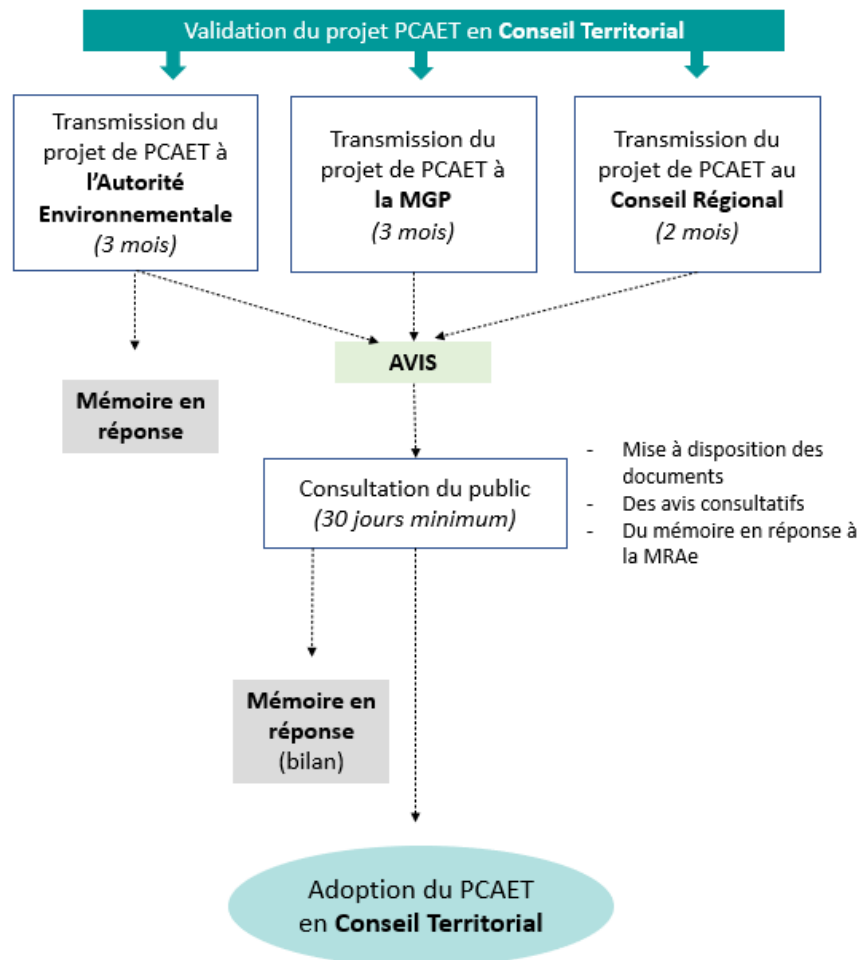 Validation du projet PCAET en Conseil Territorial
Transmission du
projet de PCAET à
l'Autorité
Environnementale
(3 mois)
Transmission du
projet de PCAET à
la MGP
(3 mois)
Transmission du
projet de PCAET au
Conseil Régional
(2 mois)
AVIS
Mémoire en
réponse
Consultation du public
(30 jours minimum)
- Mise à disposition des
documents
- Des avis consultatifs
- Du mémoire en réponse à
la MRAe
Mémoire en
réponse
(bilan)
Adoption du PCAET
en Conseil Territorial